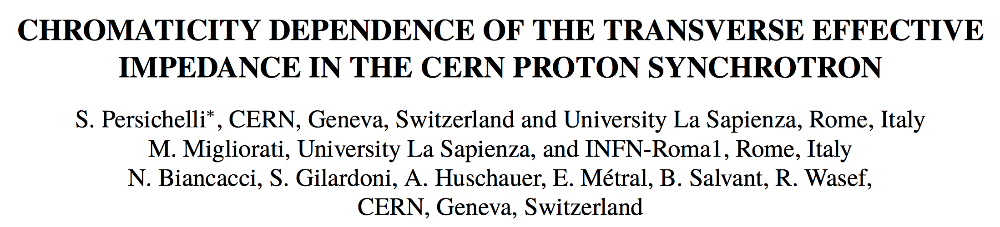 CHROMATICITY DEPENDENCE OF THE TRANSVERSE EFFECTIVE
IMPEDANCE IN THE CERN PROTON SYNCHROTRON
S. Persichelli*, CERN, Geneva, Switzerland and University La Sapienza, Rome, Italy
M. Migliorati, University La Sapienza, and INFN-Roma1, Rome, Italy
N. Biancacci, S. Gilardoni, A. Huschauer, E. Métral, B. Salvant, R. Wasef,
CERN, Geneva, Switzerland